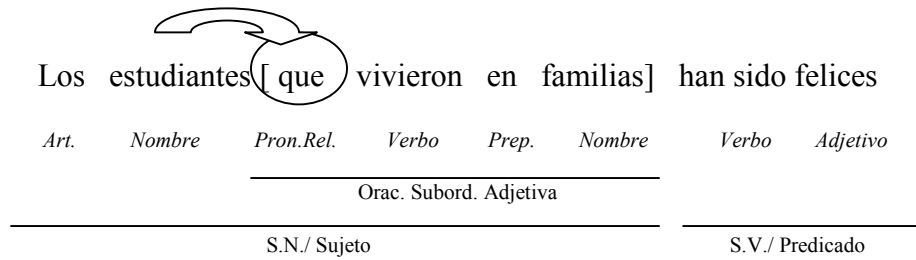 Los estudiantes [ que vivieron en familias] han sido felices
Art. Nombre Pron.Rel. Verbo Prep. Nombre Verbo Adjetivo
Orac. Subord. Adjetiva
S.N./ Sujeto S.V./ Predicado